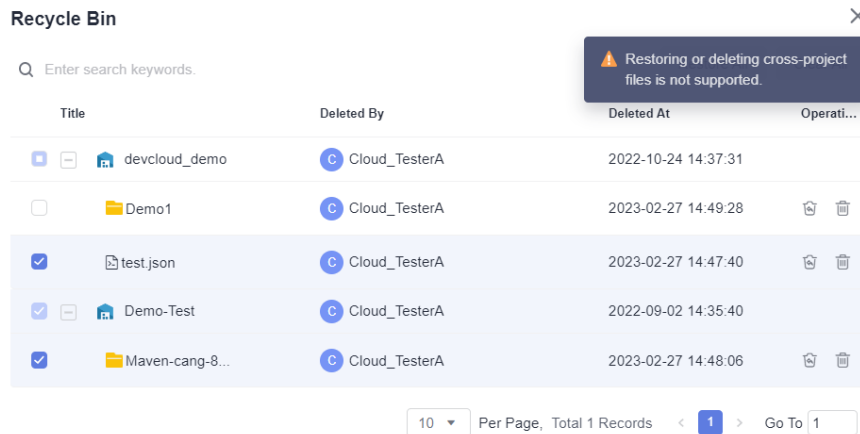 Recycle Bin
Enter search keywords.
Restoring or deleting cross-project
files is not supported.
Title Deleted By Deleted At Operati...
devcloud_demo C Cloud_TesterA 2022-10-24 14:37:31
Demo1 C Cloud_TesterA 2023-02-27 14:49:28
test.json C Cloud_TesterA 2023-02-27 14:47:40
Demo-Test C Cloud_TesterA 2022-09-02 14:35:40
Maven-cang-8... C Cloud_TesterA 2023-02-27 14:48:06
10 Per Page, Total 1 Records < 1 > Go To 1